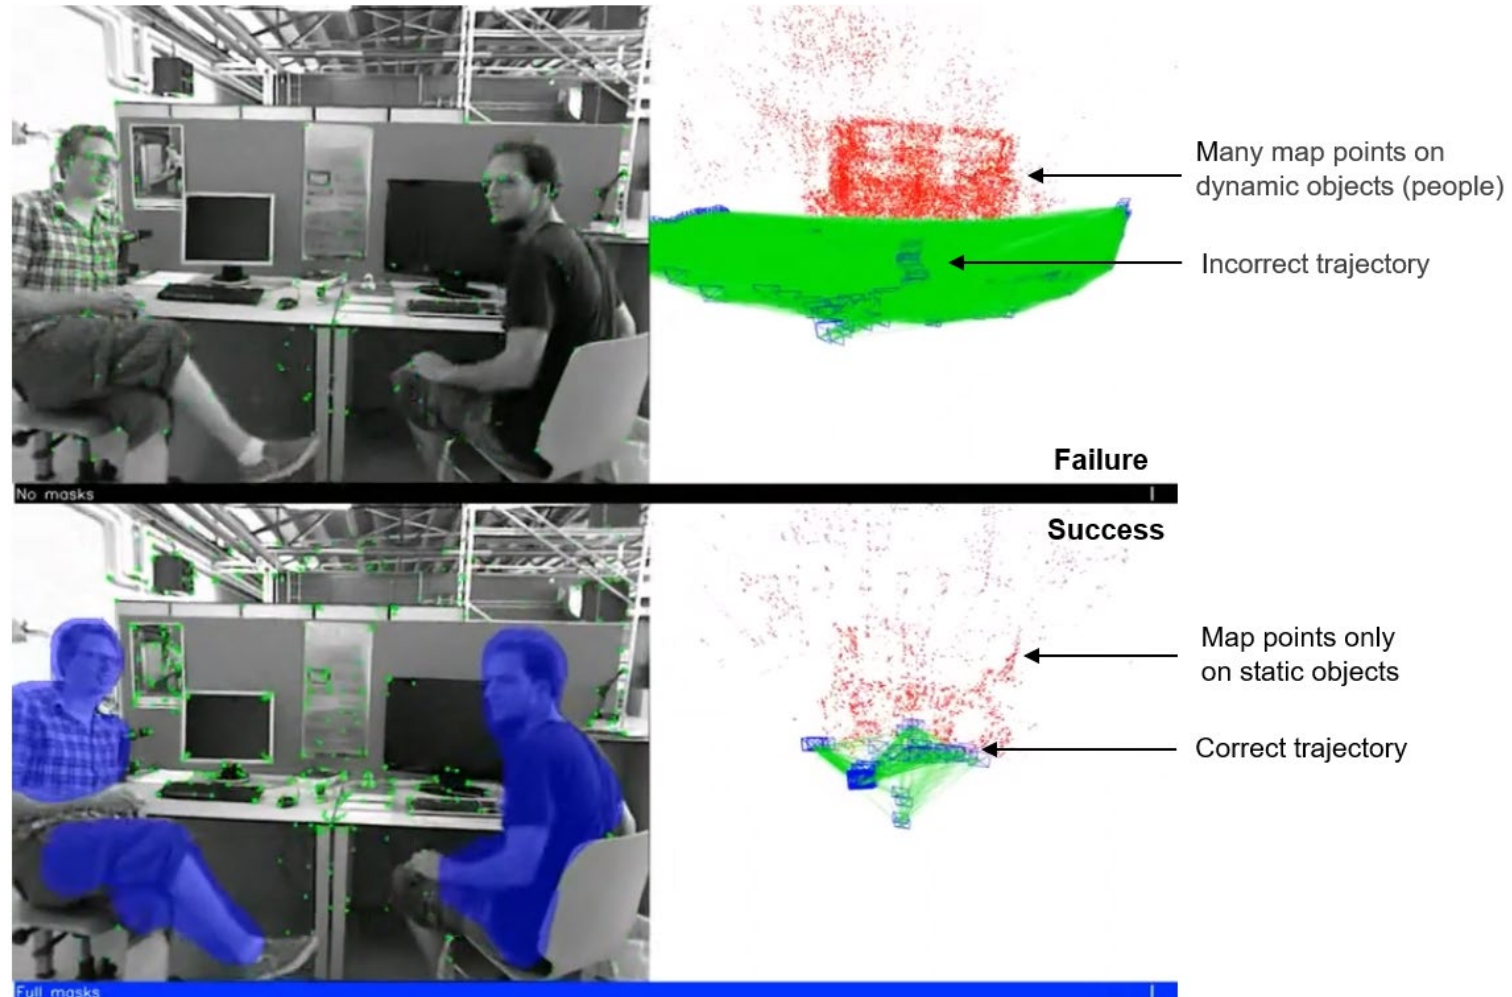 Many map points on
dynamic objects (people)
Incorrect trajectory
Failure
No masks
Success
Map points only
on static objects
Correct trajectory
Full masks